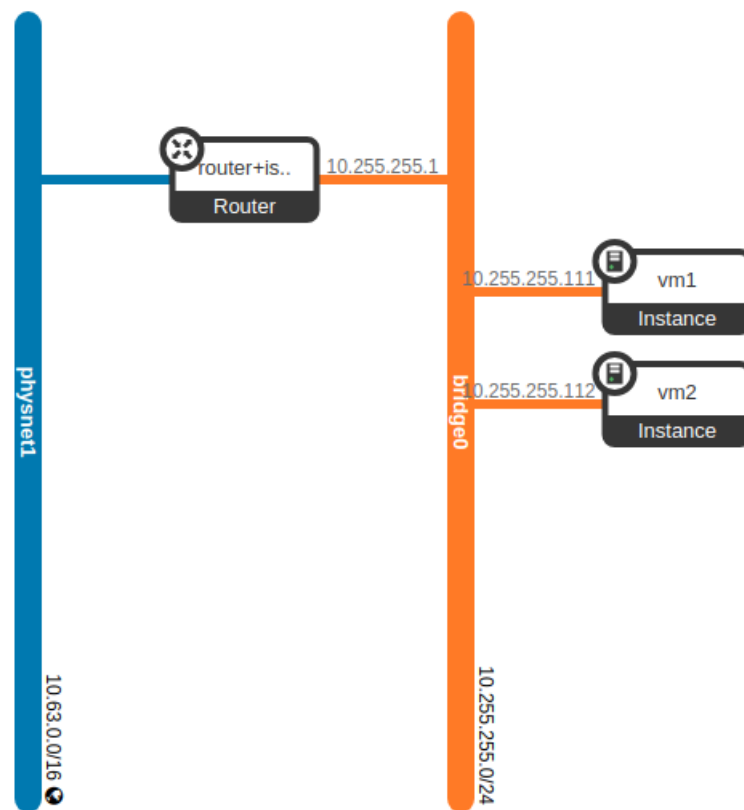 router+is..
Router
10.255.255.1
10.255.255.111
vm1
Instance
10.255.255.112
vm2
Instance
physnet1
bridge0
10.63.0.0/16
10.255.255.0/24